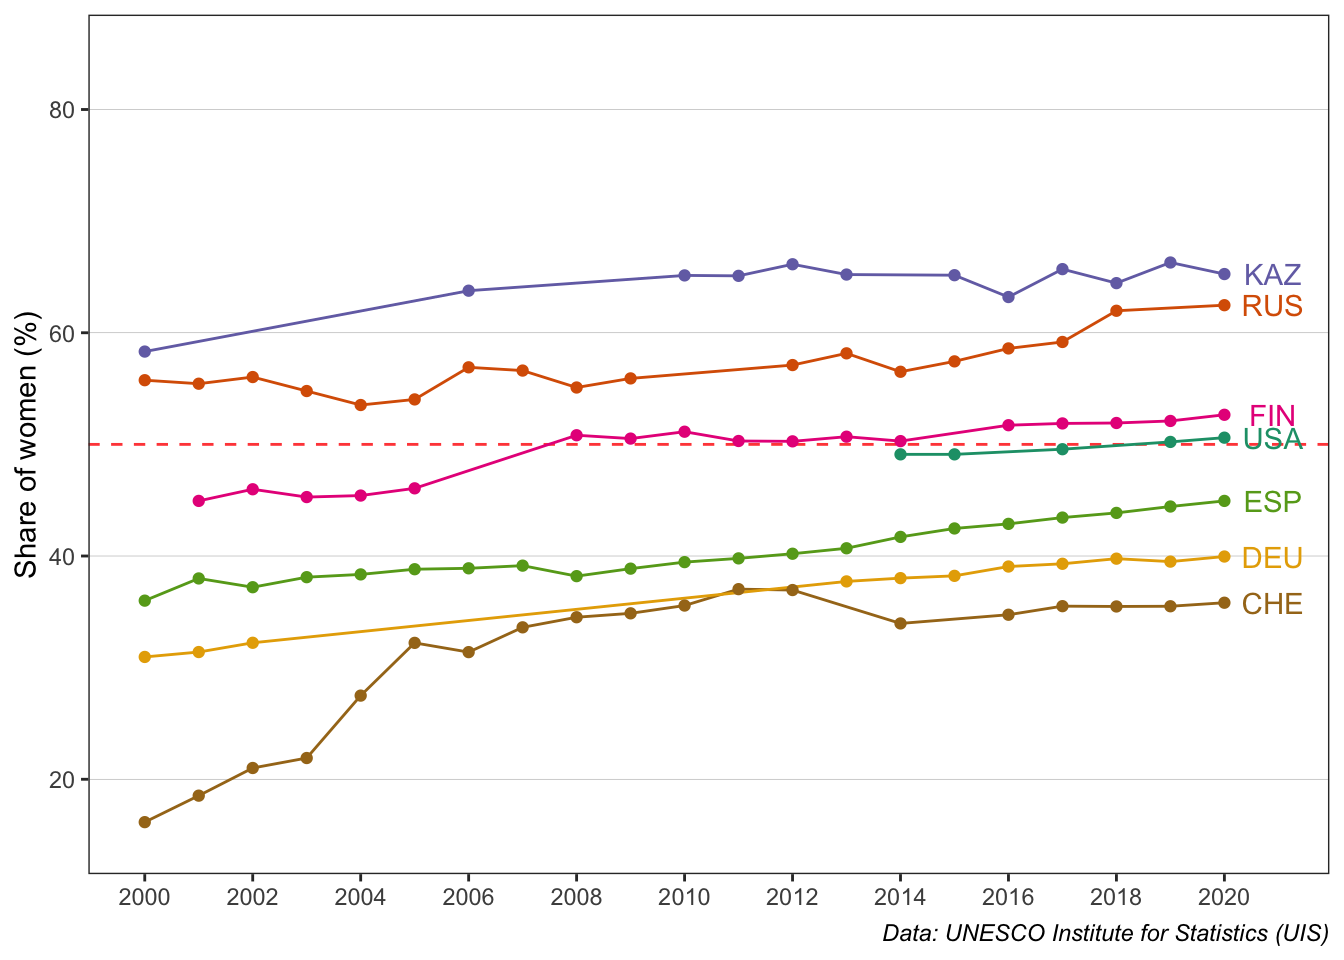 80
60
40
20
Share of women (%)
KAZ
RUS
FIN
USA
ESP
DEU
CHE
2000 2002 2004 2006 2008 2010 2012 2014 2016 2018 2020
Data: UNESCO Institute for Statistics (UIS)